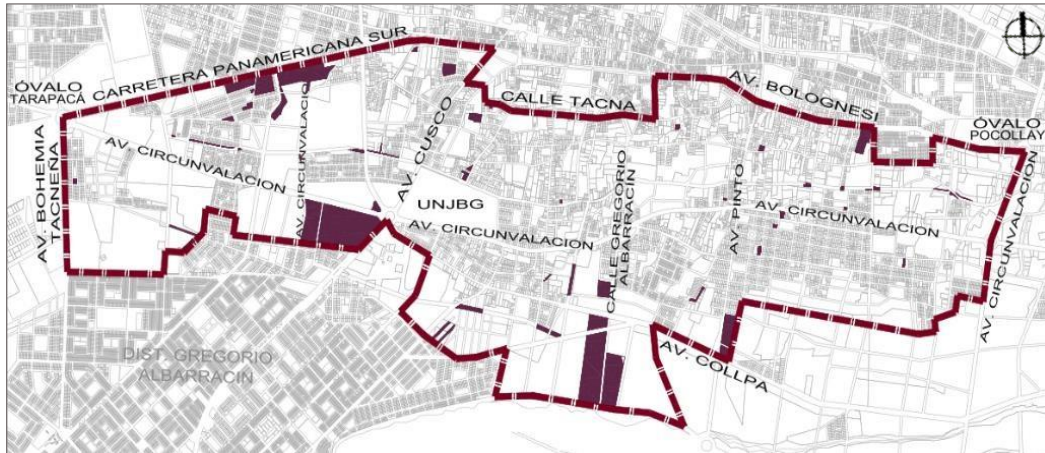 ÓVALO
TARAPACÁ
CARRETERA PANAMERICANA SUR
CALLE TACNA
AV. BOLOGNESI
ÓVALO
POCOLLAY
AV. BOHEMIA
TACNEÑA
AV. CIRCUNVALACION
AV. CIRCUNVALACIO
AV. CUSCO
UNJBG
AV. CIRCUNVALACION
CALLE GREGORIO
ALBARRACIN
AV. PINTO
AV. CIRCUNVALACION
AV. CIRCUNVALACION
AV. COLLPA
DIST. GREGORIO
ALBARRACIN